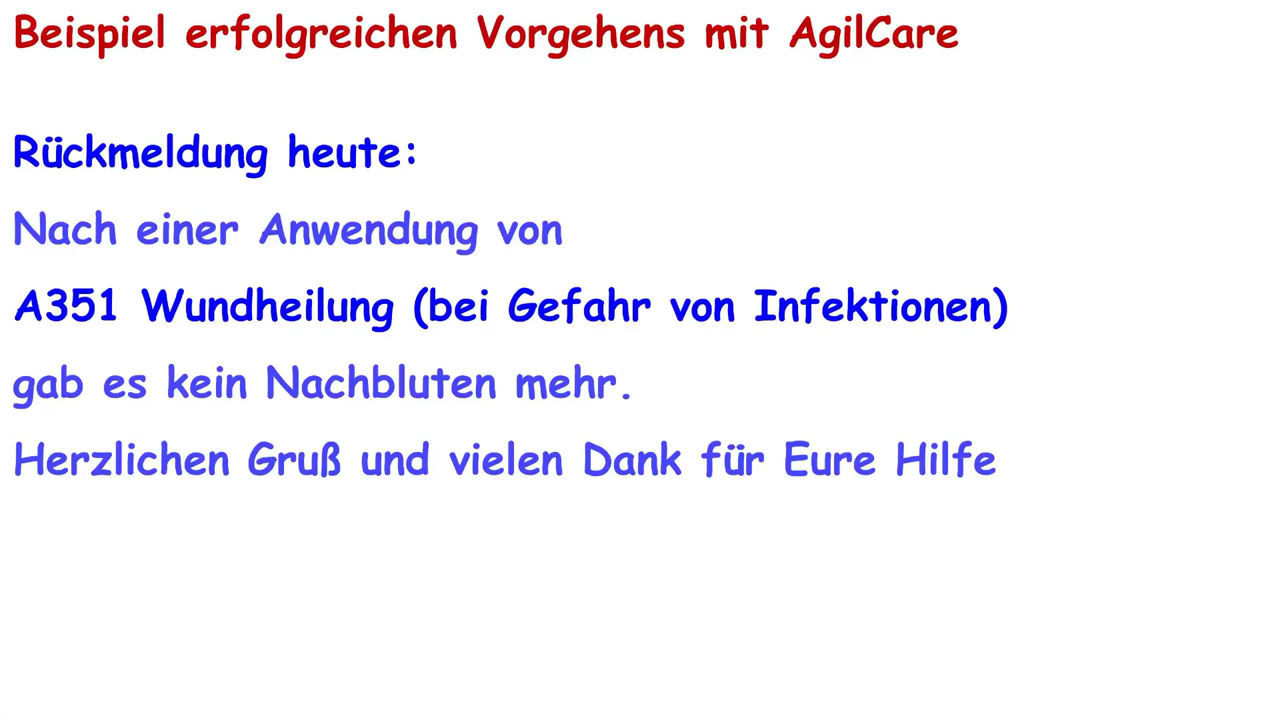 Beispiel erfolgreichen Vorgehens mit AgilCare
Rückmeldung heute:
Nach einer Anwendung von
A351 Wundheilung (bei Gefahr von Infektionen)
gab es kein Nachbluten mehr.
Herzlichen Gruß und vielen Dank für Eure Hilfe